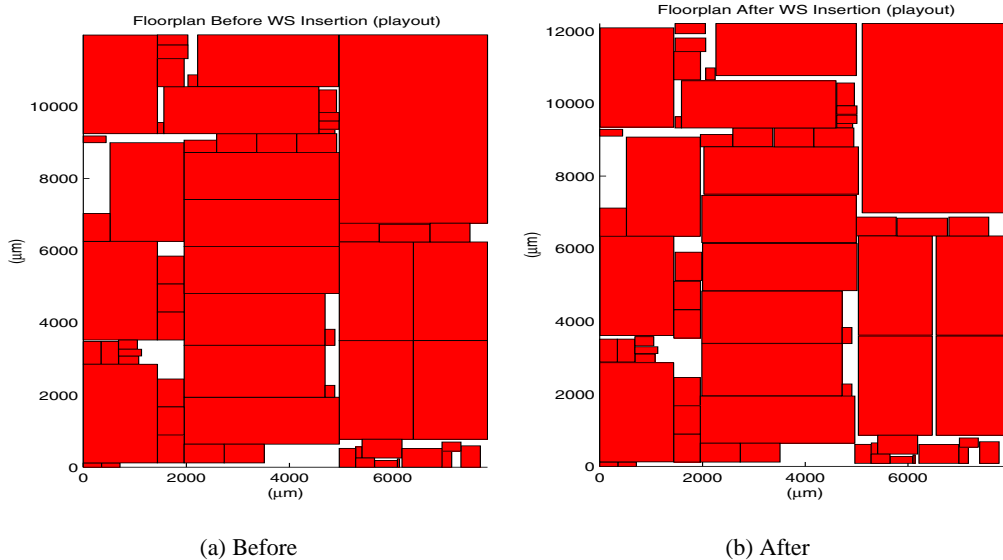 Floorplan Before WS Insertion (playout)
10000
8000
6000
4000
2000
0
(μm)
0 2000 4000 6000
(μm)
(a) Before
Floorplan After WS Insertion (playout)
12000
10000
8000
6000
4000
2000
0
(μm)
0 2000 4000 6000
(μm)
(b) After